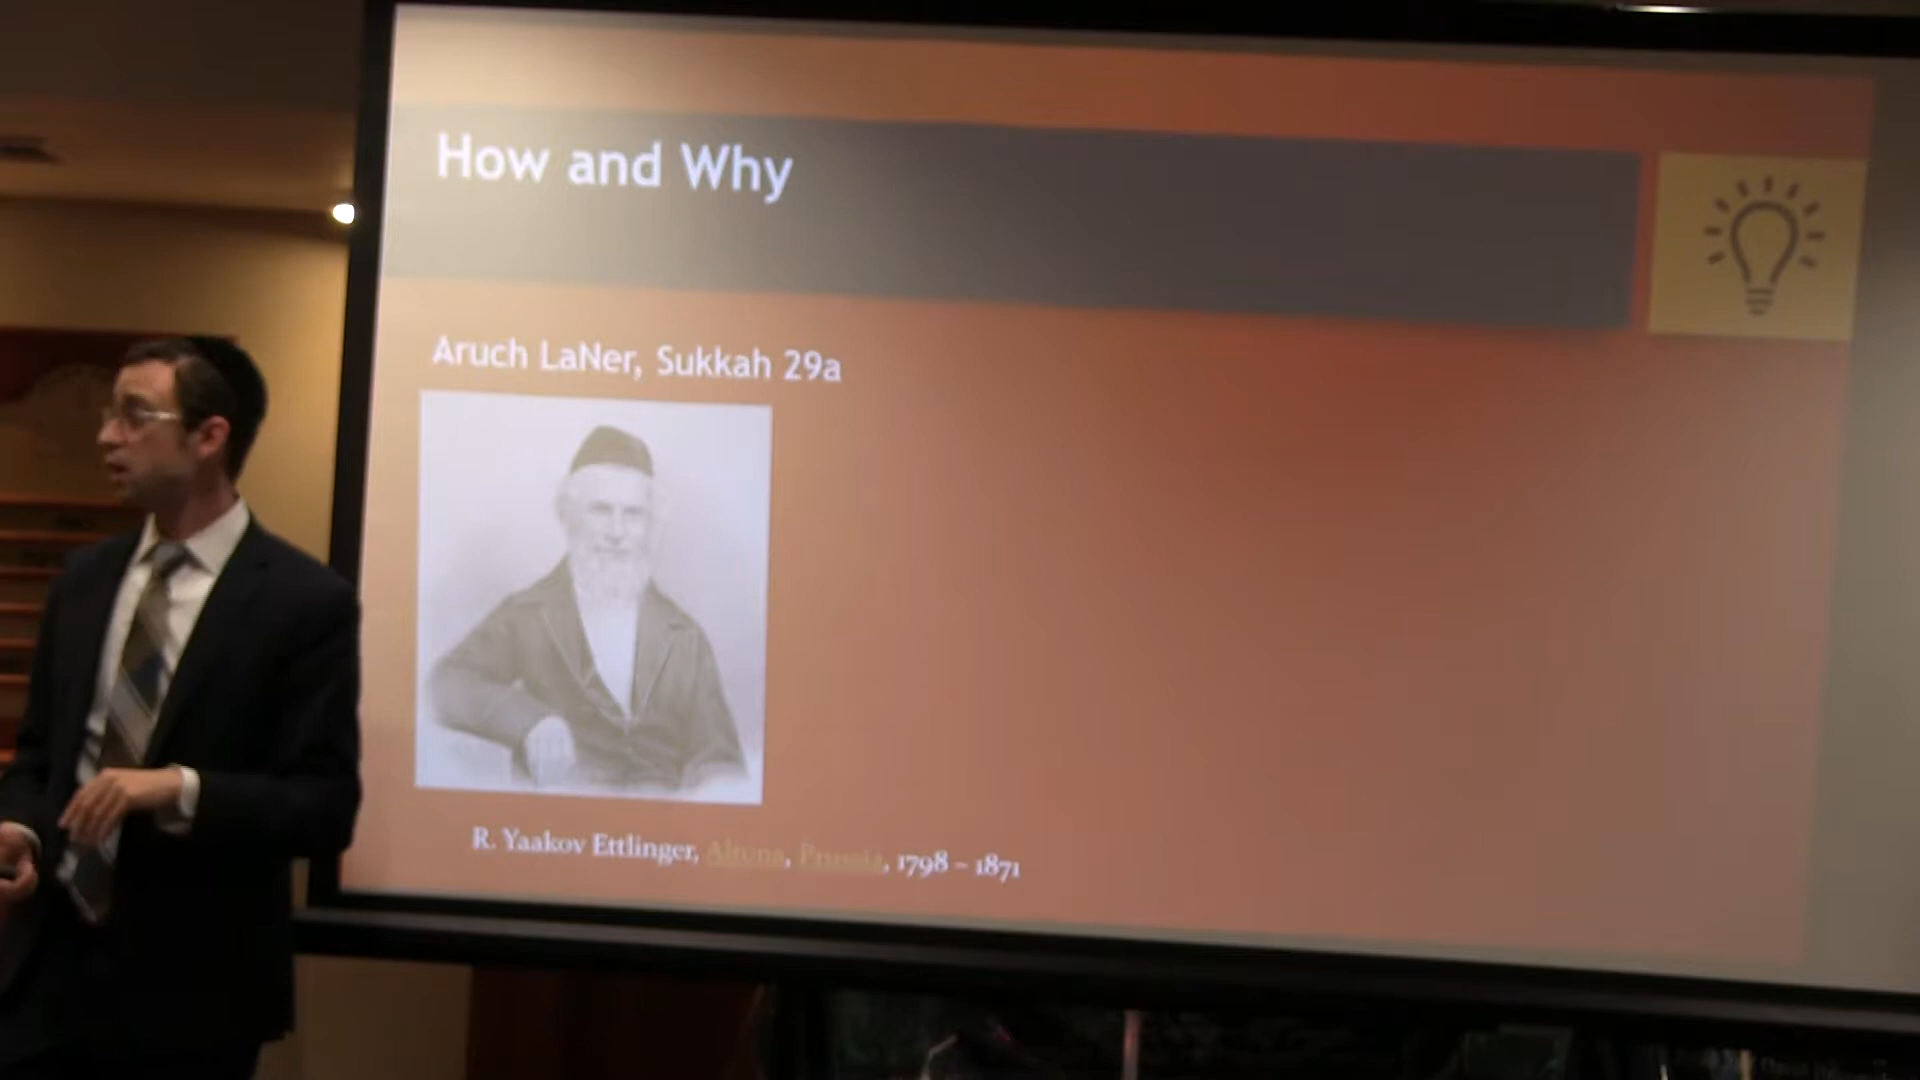 How and Why
Aruch LaNer, Sukkah 29a
R. Yaakov Ettlinger, Altona, Prussia, 1798 – 1871